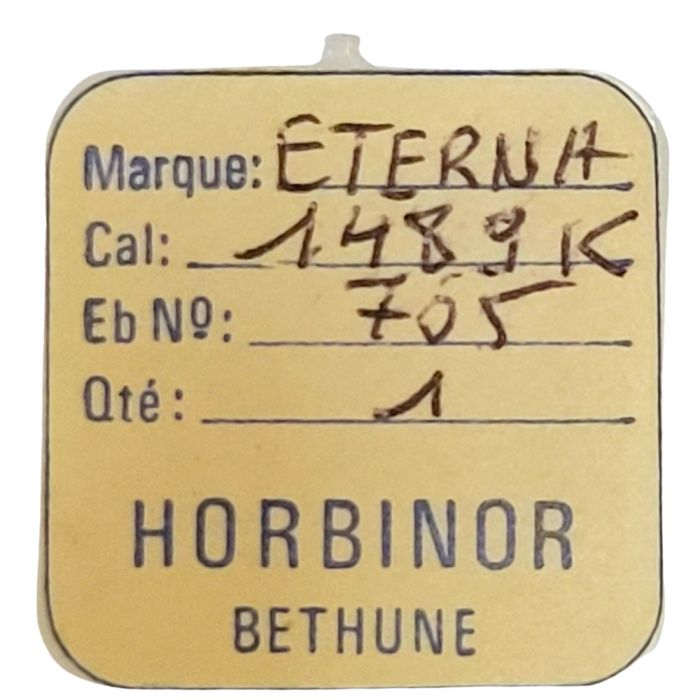 Marque: ETERNA
Cal: 1489K
Eb Nº: 705
Qté: 1
HORBINOR
BETHUNE